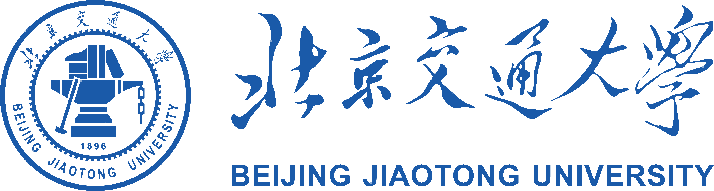 北京交通大学
1896
BEIJING JIAOTONG UNIVERSITY
北京交通大學
BEIJING JIAOTONG UNIVERSITY